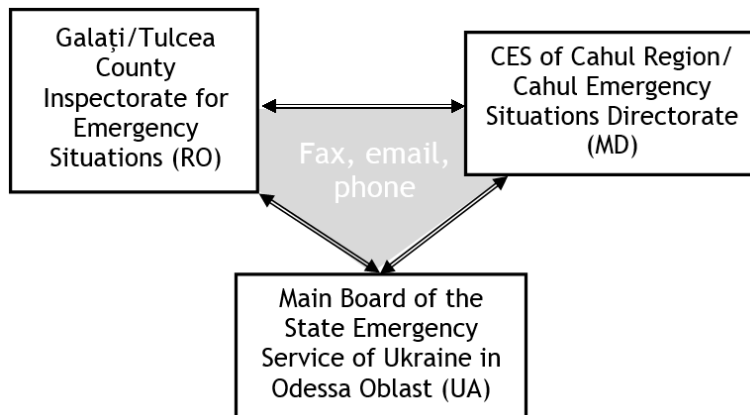 Galaţi/Tulcea
County
Inspectorate for
Emergency
Situations (RO)
CES of Cahul Region/
Cahul Emergency
Situations Directorate
(MD)
Fax, email,
phone
Main Board of the
State Emergency
Service of Ukraine in
Odessa Oblast (UA)